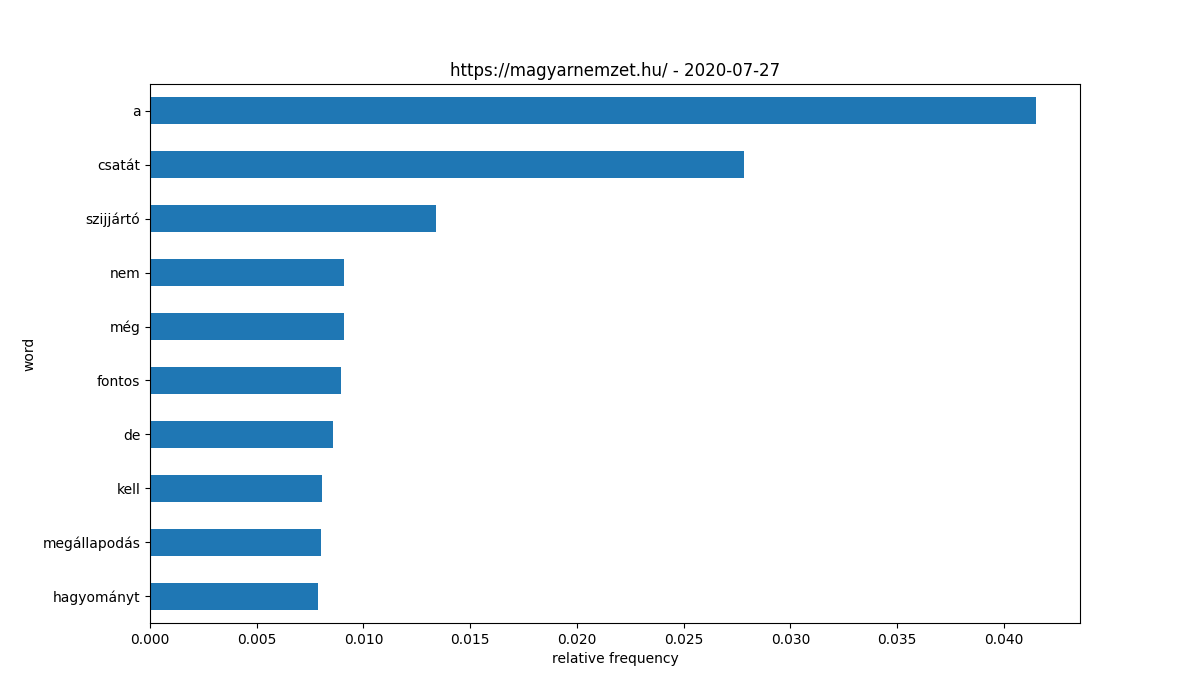 https://magyarnemzet.hu/ - 2020-07-27
a
csatát
szijjártó
nem
még
fontos
de
kell
megállapodás
hagyományt
word
0.000 0.005 0.010 0.015 0.020 0.025 0.030 0.035 0.040
relative frequency